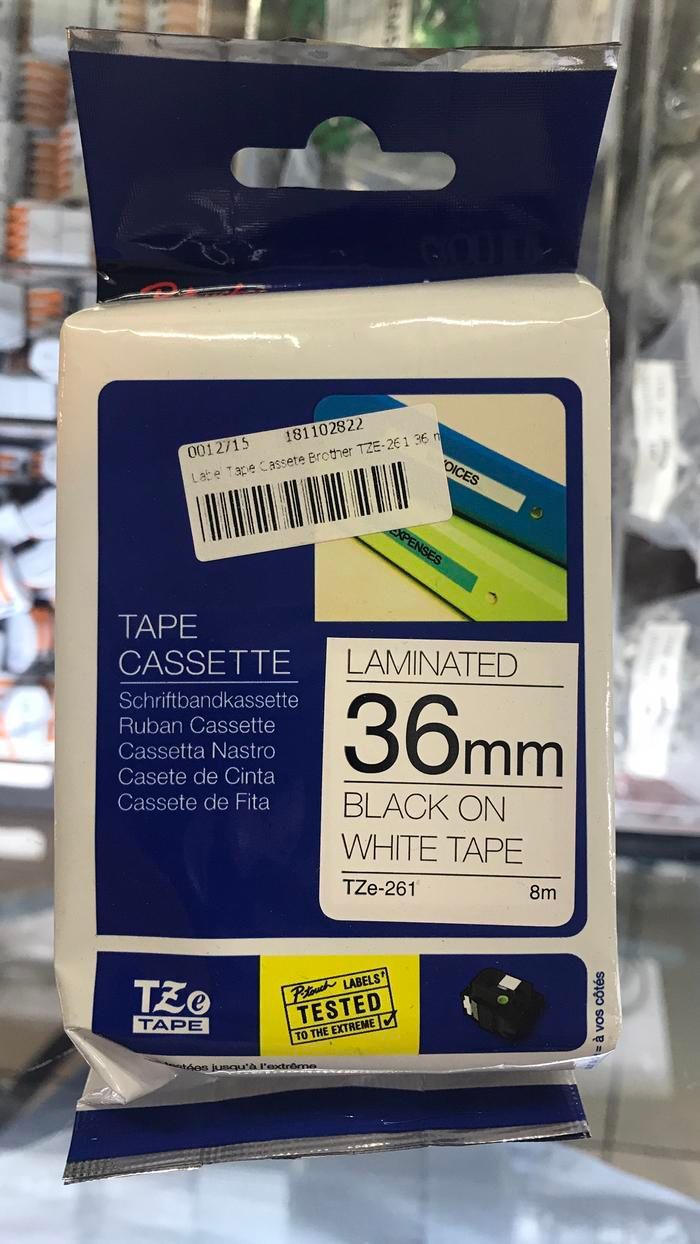 0012715 181102822
Label Tape Cassete Brother TZE-261 36
OICES
EXPENSES
TAPE
CASSETTE
Schriftbandkassette
Ruban Cassette
Cassetta Nastro
Casete de Cinta
Cassete de Fita
LAMINATED
36mm
BLACK ON
WHITE TAPE
TZe-261 8m
TZe
TAPE
P-touch LABELS'
TESTED
TO THE EXTREME
= à vos côtés
stées jusqu'à l'extrême